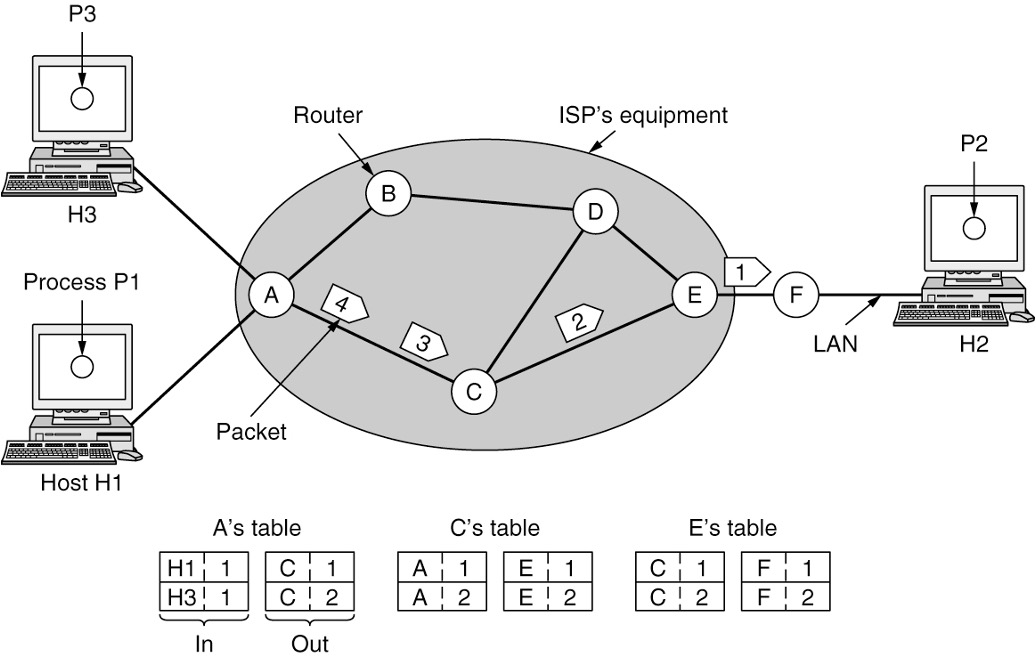 P3
Router
ISP's equipment
P2
B
D
H3
Process P1
A
4
1
E
F
2
3
LAN
H2
C
Packet
Host H1
A's table
C's table
E's table
H1 1 C 1 A 1 E 1 C 1 F 1
H3 1 C 2 A 2 E 2 C 2 F 2
In Out